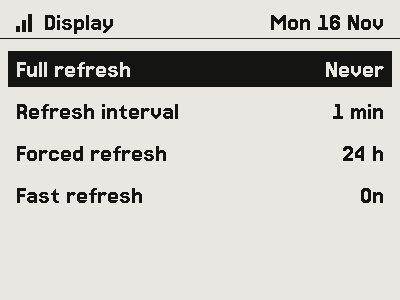 Display Mon 16 Nov
Full refresh Never
Refresh interval 1 min
Forced refresh 24 h
Fast refresh On